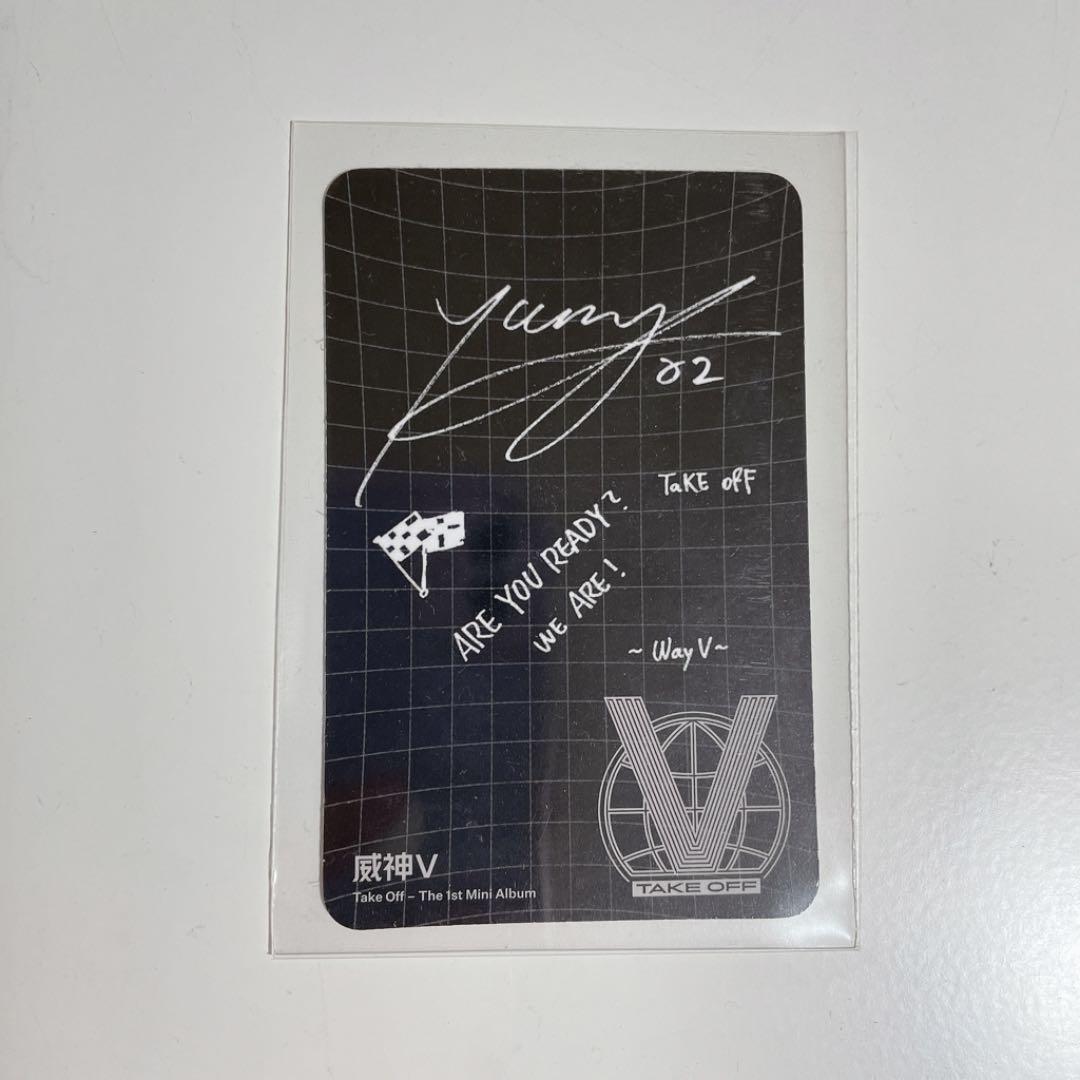 02
TaKE oFF
ARE YOU READY?
WE ARE!
~ Way V ~
V
TAKE OFF
威神V
Take Off – The 1st Mini Album